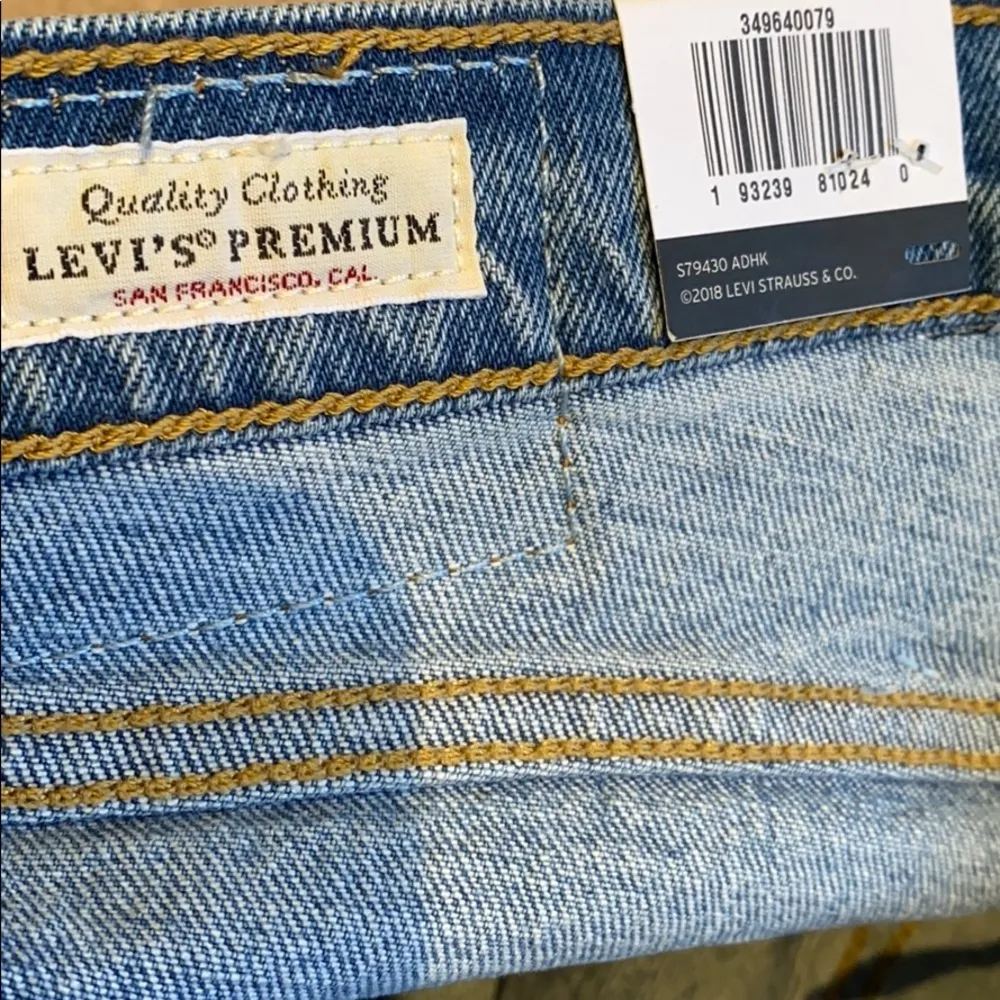 Quality Clothing
LEVI'S® PREMIUM
SAN FRANCISCO, CAL.
349640079
1 93239 81024 0
S79430 ADHK
©2018 LEVI STRAUSS & CO.